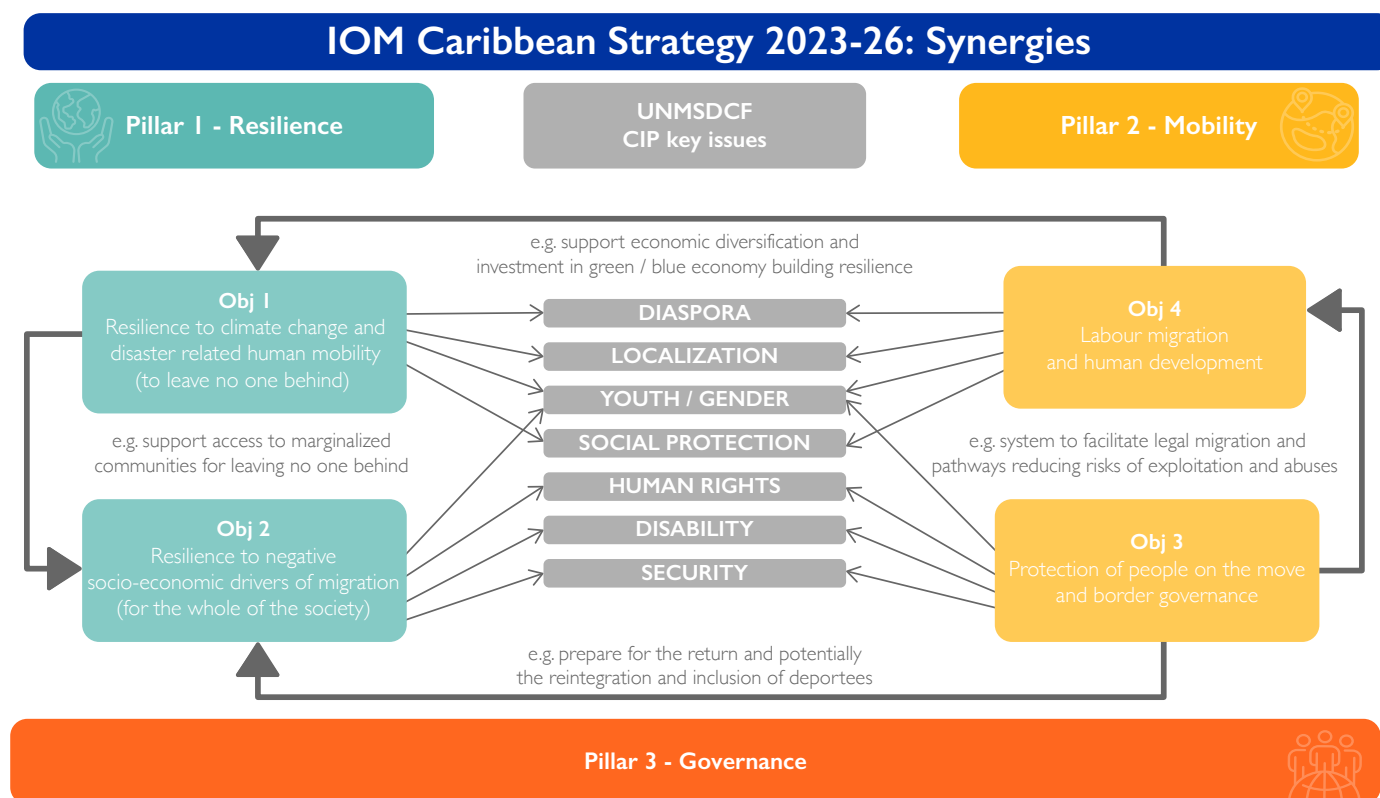 IOM Caribbean Strategy 2023-26: Synergies
Pillar 1 - Resilience
UNMSDCF
CIP key issues
Pillar 2 - Mobility
e.g. support economic diversification and
investment in green / blue economy building resilience
Obj 1
Resilience to climate change and
disaster related human mobility
(to leave no one behind)
DIASPORA
LOCALIZATION
YOUTH / GENDER
SOCIAL PROTECTION
HUMAN RIGHTS
DISABILITY
SECURITY
Obj 4
Labour migration
and human development
e.g. support access to marginalized
communities for leaving no one behind
e.g. system to facilitate legal migration and
pathways reducing risks of exploitation and abuses
Obj 2
Resilience to negative
socio-economic drivers of migration
(for the whole of the society)
Obj 3
Protection of people on the move
and border governance
e.g. prepare for the return and potentially
the reintegration and inclusion of deportees
Pillar 3 - Governance